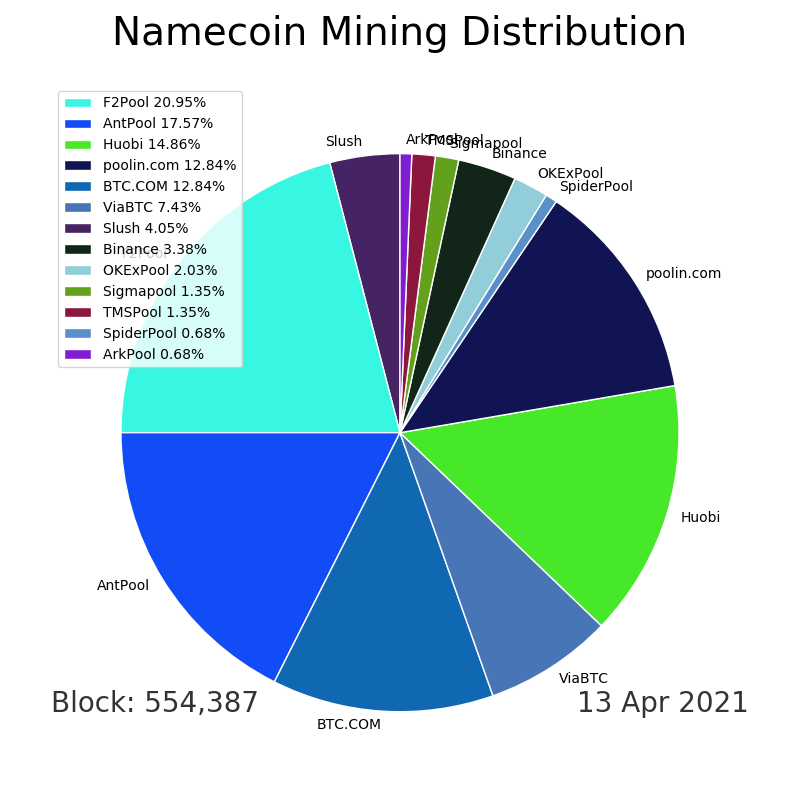 Namecoin Mining Distribution
F2Pool 20.95%
AntPool 17.57%
Huobi 14.86%
poolin.com 12.84%
BTC.COM 12.84%
ViaBTC 7.43%
Slush 4.05%
Binance 3.38%
OKExPool 2.03%
Sigmapool 1.35%
TMSPool 1.35%
SpiderPool 0.68%
ArkPool 0.68%
Slush
ArkPool
TMSPool
Sigmapool
Binance
OKExPool
SpiderPool
poolin.com
Huobi
ViaBTC
BTC.COM
AntPool
F2Pool
Block: 554,387
13 Apr 2021